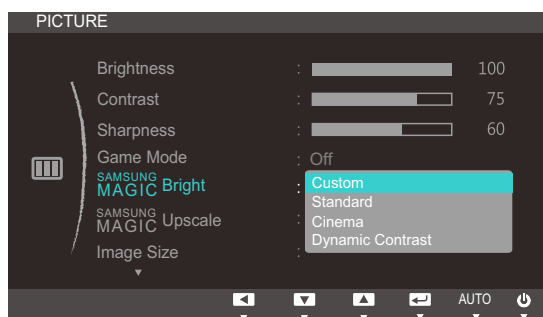 PICTURE
Brightness : 100
Contrast : 75
Sharpness : 60
Game Mode : Off
SAMSUNG MAGIC Bright : Custom
Standard
SAMSUNG MAGIC Upscale : Cinema
Dynamic Contrast
Image Size :
AUTO